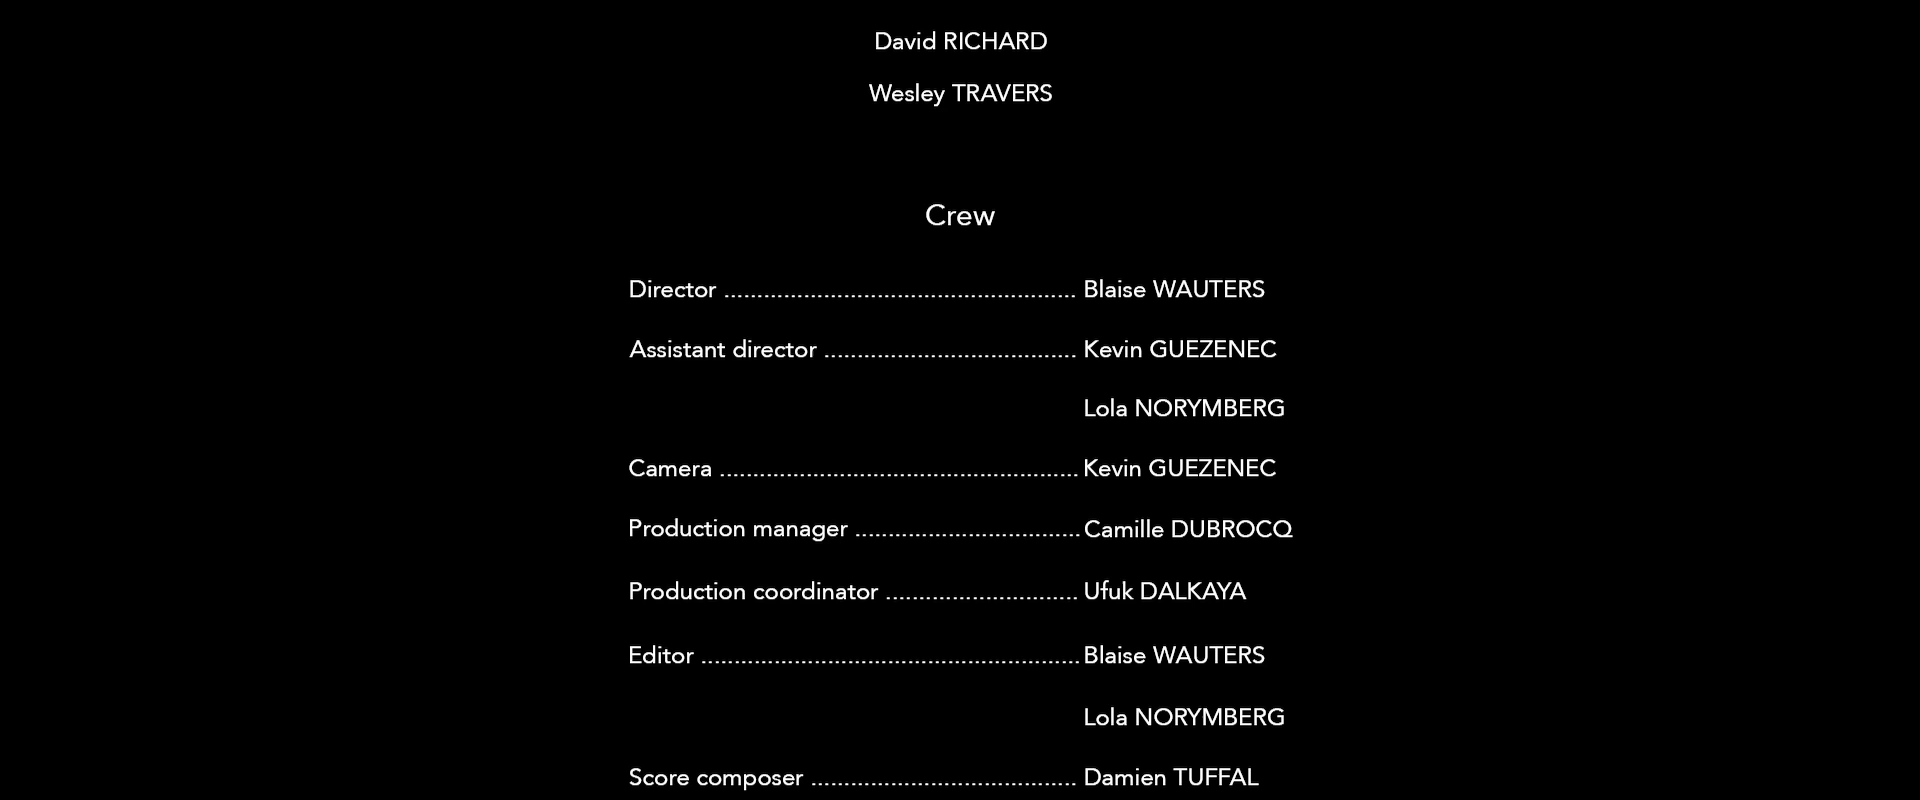 David RICHARD
Wesley TRAVERS
Crew
Director ..................................................... Blaise WAUTERS
Assistant director ...................................... Kevin GUEZENEC
Lola NORYMBERG
Camera ...................................................... Kevin GUEZENEC
Production manager .................................. Camille DUBROCQ
Production coordinator ............................. Ufuk DALKAYA
Editor ......................................................... Blaise WAUTERS
Lola NORYMBERG
Score composer ........................................ Damien TUFFAL